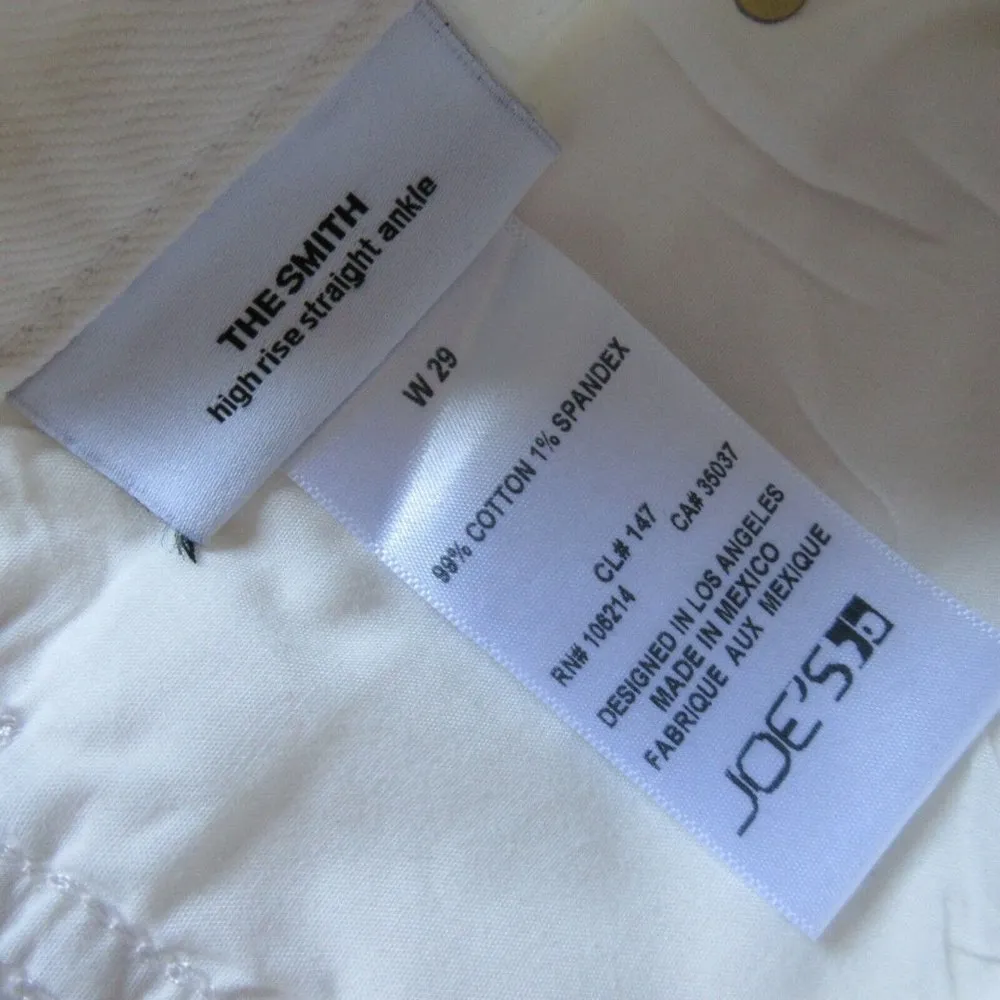 THE SMITH
high rise straight ankle
W 29
99% COTTON 1% SPANDEX
CL# 147
RN# 106214 CA# 35037
DESIGNED IN LOS ANGELES
MADE IN MEXICO
FABRIQUE AUX MEXIQUE
JOE'S